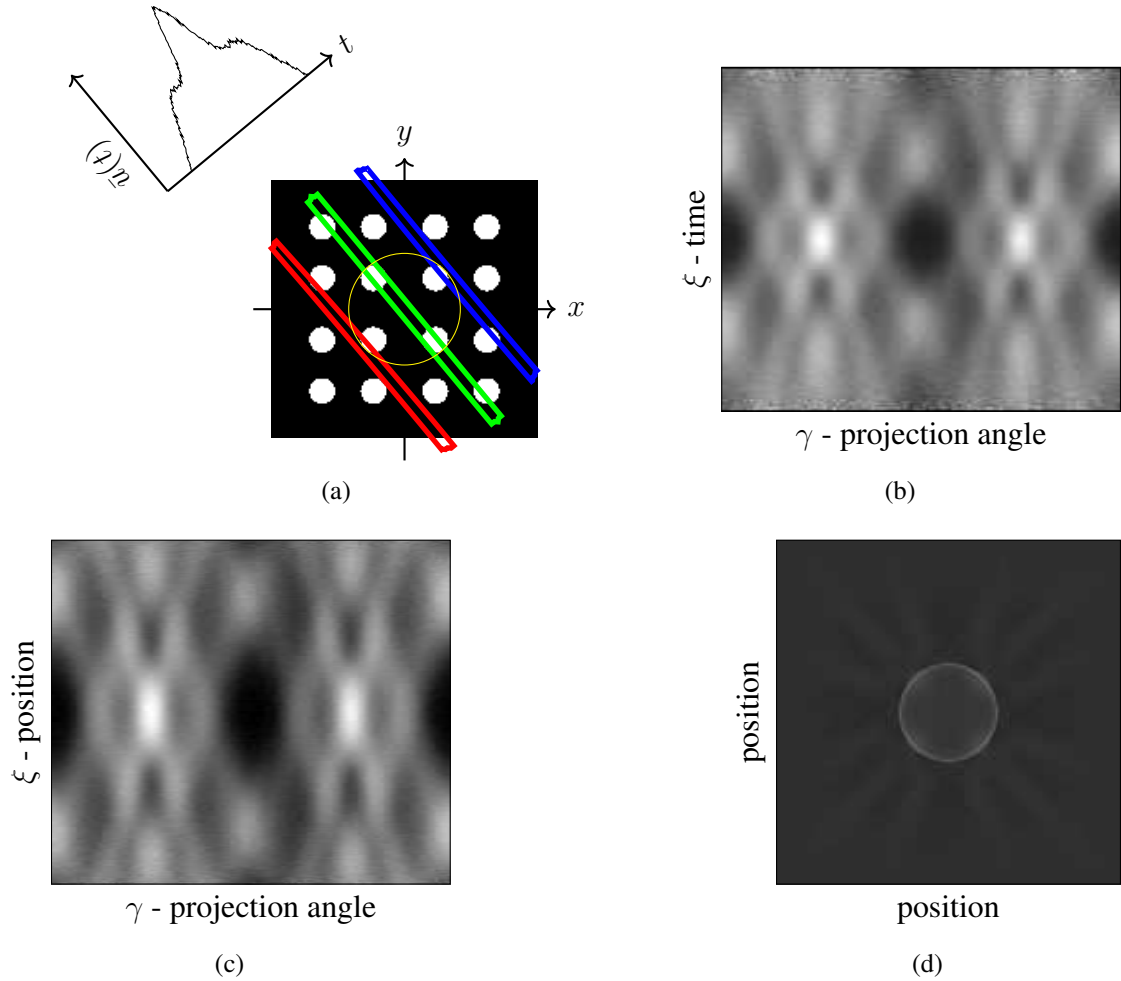 t
ū(t)
y
x
(a)
ξ - time
γ - projection angle
(b)
ξ - position
γ - projection angle
(c)
position
position
(d)